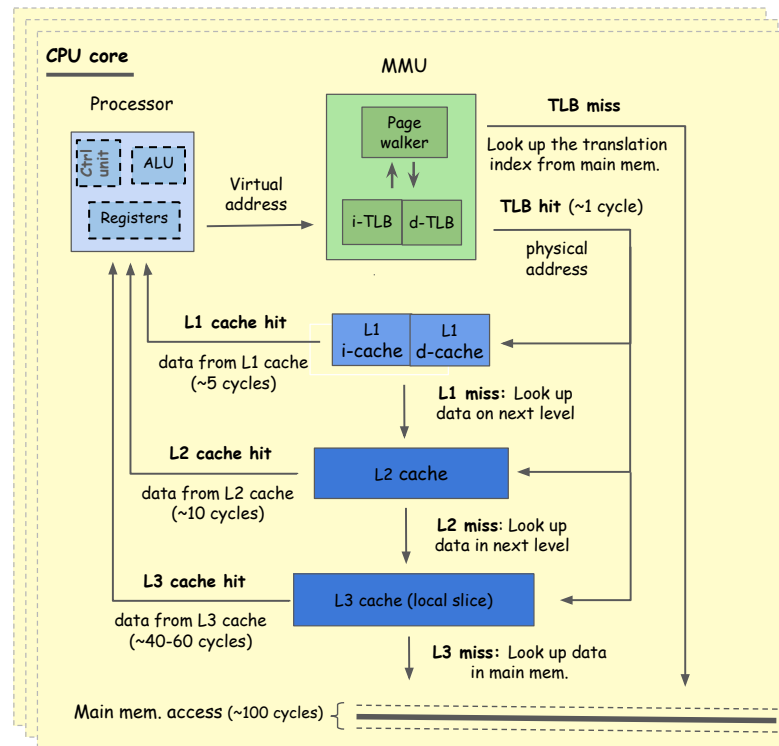 CPU core
MMU
Processor
TLB miss
Page
walker
Ctrl
unit
ALU
Look up the translation
index from main mem.
Virtual
address
TLB hit (~1 cycle)
Registers
i-TLB
d-TLB
physical
address
L1 cache hit
L1
i-cache
L1
d-cache
data from L1 cache
(~5 cycles)
L1 miss: Look up
data on next level
L2 cache hit
L2 cache
data from L2 cache
(~10 cycles)
L2 miss: Look up
data in next level
L3 cache hit
L3 cache (local slice)
data from L3 cache
(~40-60 cycles)
L3 miss: Look up data
in main mem.
Main mem. access (~100 cycles)